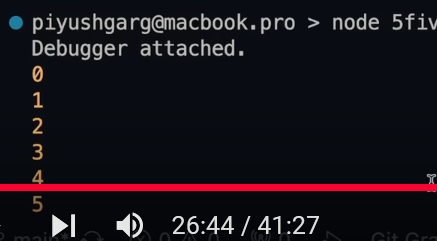 piyushgarg@macbook.pro > node 5fiv
Debugger attached.
0
1
2
3
4
5
26:44 / 41:27